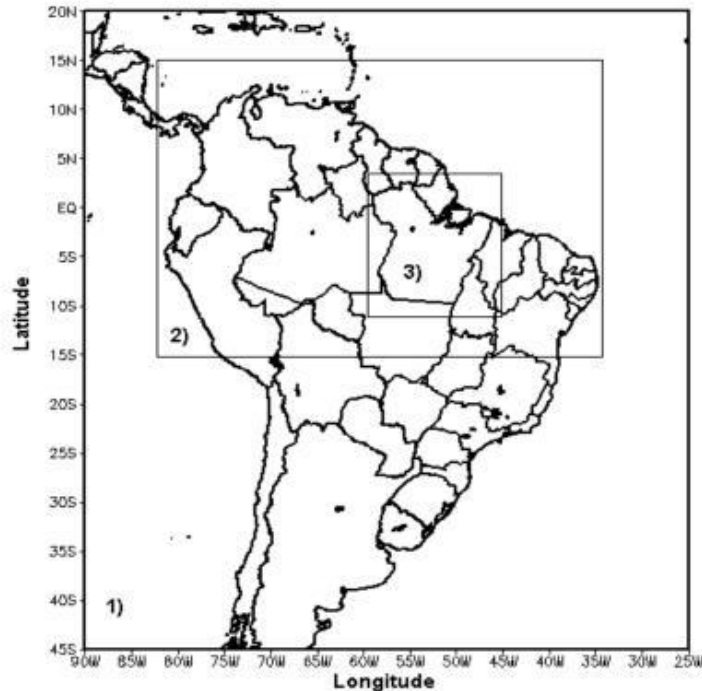 20N
15N
10N
5N
EQ
5S
10S
15S
20S
25S
30S
35S
40S
45S
Latitude
3)
2)
1)
90W 85W 80W 75W 70W 65W 60W 55W 50W 45W 40W 35W 30W 25W
Longitude